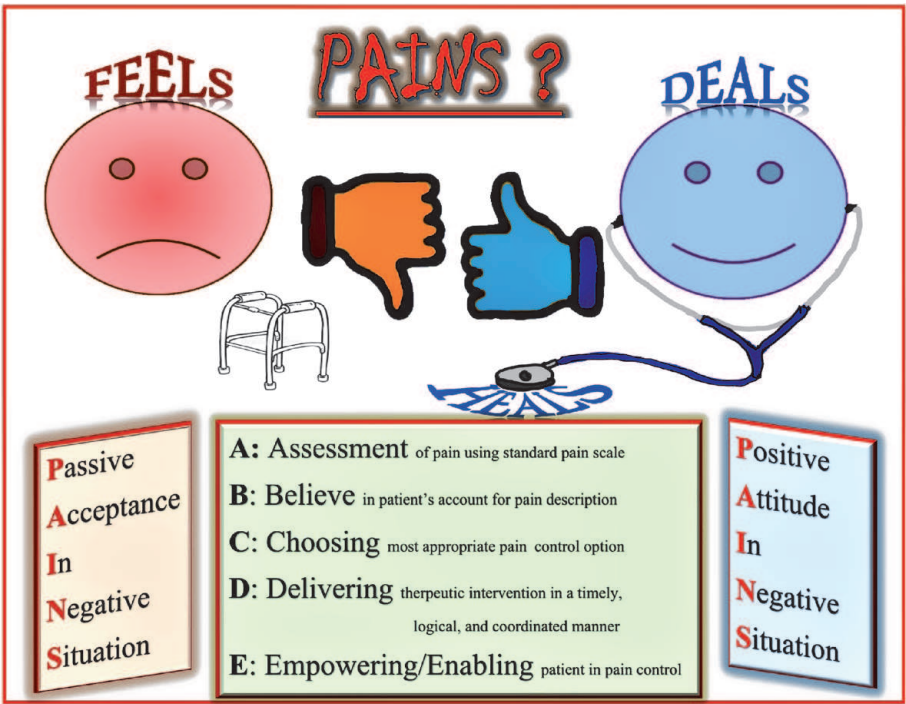 PAINS ?
FEELS
DEALS
HEALS
Passive
Acceptance
In
Negative
Situation
A: Assessment of pain using standard pain scale
B: Believe in patient's account for pain description
C: Choosing most appropriate pain control option
D: Delivering therpeutic intervention in a timely,
logical, and coordinated manner
E: Empowering/Enabling patient in pain control
Positive
Attitude
In
Negative
Situation